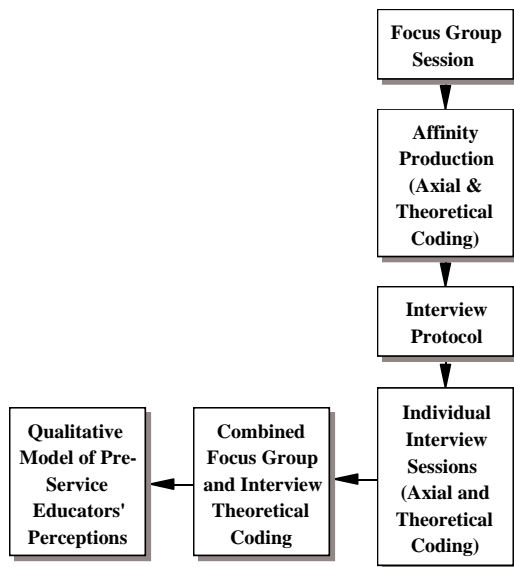 Focus Group
Session
Affinity
Production
(Axial &
Theoretical
Coding)
Interview
Protocol
Individual
Interview
Sessions
(Axial and
Theoretical
Coding)
Combined
Focus Group
and Interview
Theoretical
Coding
Qualitative
Model of Pre-
Service
Educators'
Perceptions